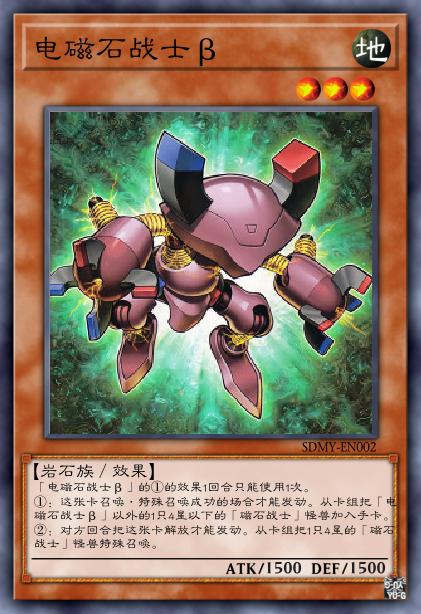 电磁石战士β
地
SDMY-EN002
【岩石族／效果】
「电磁石战士β」的①的效果1回合只能使用1次。
①：这张卡召唤·特殊召唤成功的场合才能发动。从卡组把「电
磁石战士β」以外的1只4星以下的「磁石战士」怪兽加入手卡。
②：对方回合把这张卡解放才能发动。从卡组把1只4星的「磁石
战士」怪兽特殊召唤。
ATK/1500 DEF/1500